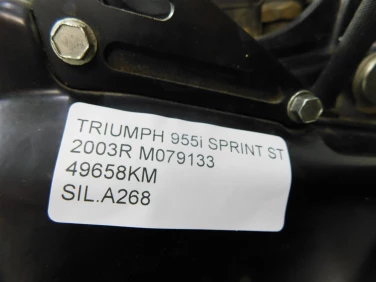 TRIUMPH 955i SPRINT ST
2003R M079133
49658KM
SIL.A268